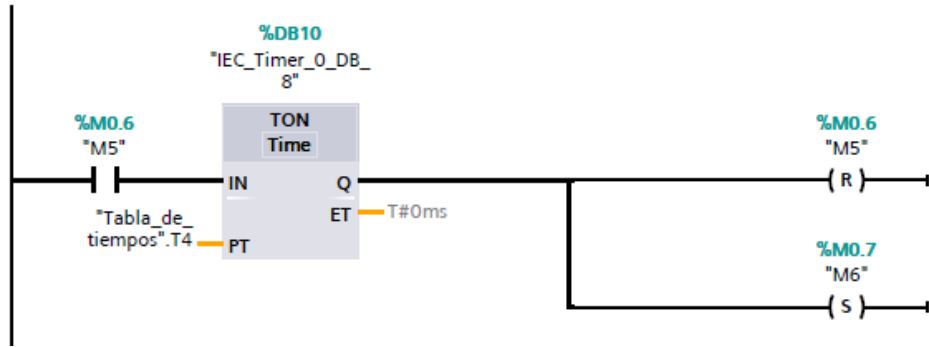 %DB10
"IEC_Timer_0_DB_
8"
%M0.6
"M5"
TON
Time
%M0.6
"M5"
IN
Q
( R )
"Tabla_de_
tiempos".T4
ET
T#0ms
PT
%M0.7
"M6"
( S )